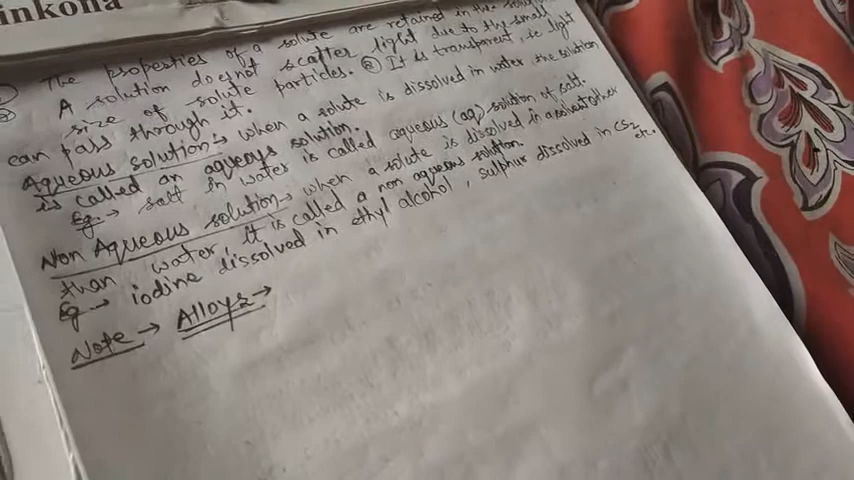 inkona
The properties of a solute are retained in the
A solution does not scatter light due to the small
size of solute particles. It is transparent, ie light
can pass through it.
Aqueous solution → when a solute is dissolved in water the solution
is called an aqueous solution.
Eg. → salt in water is called aqueous (aq) solution of salt.
Non Aqueous solution → when a solute is dissolved in a solvent other
than water, it is called a non aqueous solution.
Eg → iodine dissolved in ethyl alcohol, sulphur dissolved in CS2 etc.
Note → Alloys →